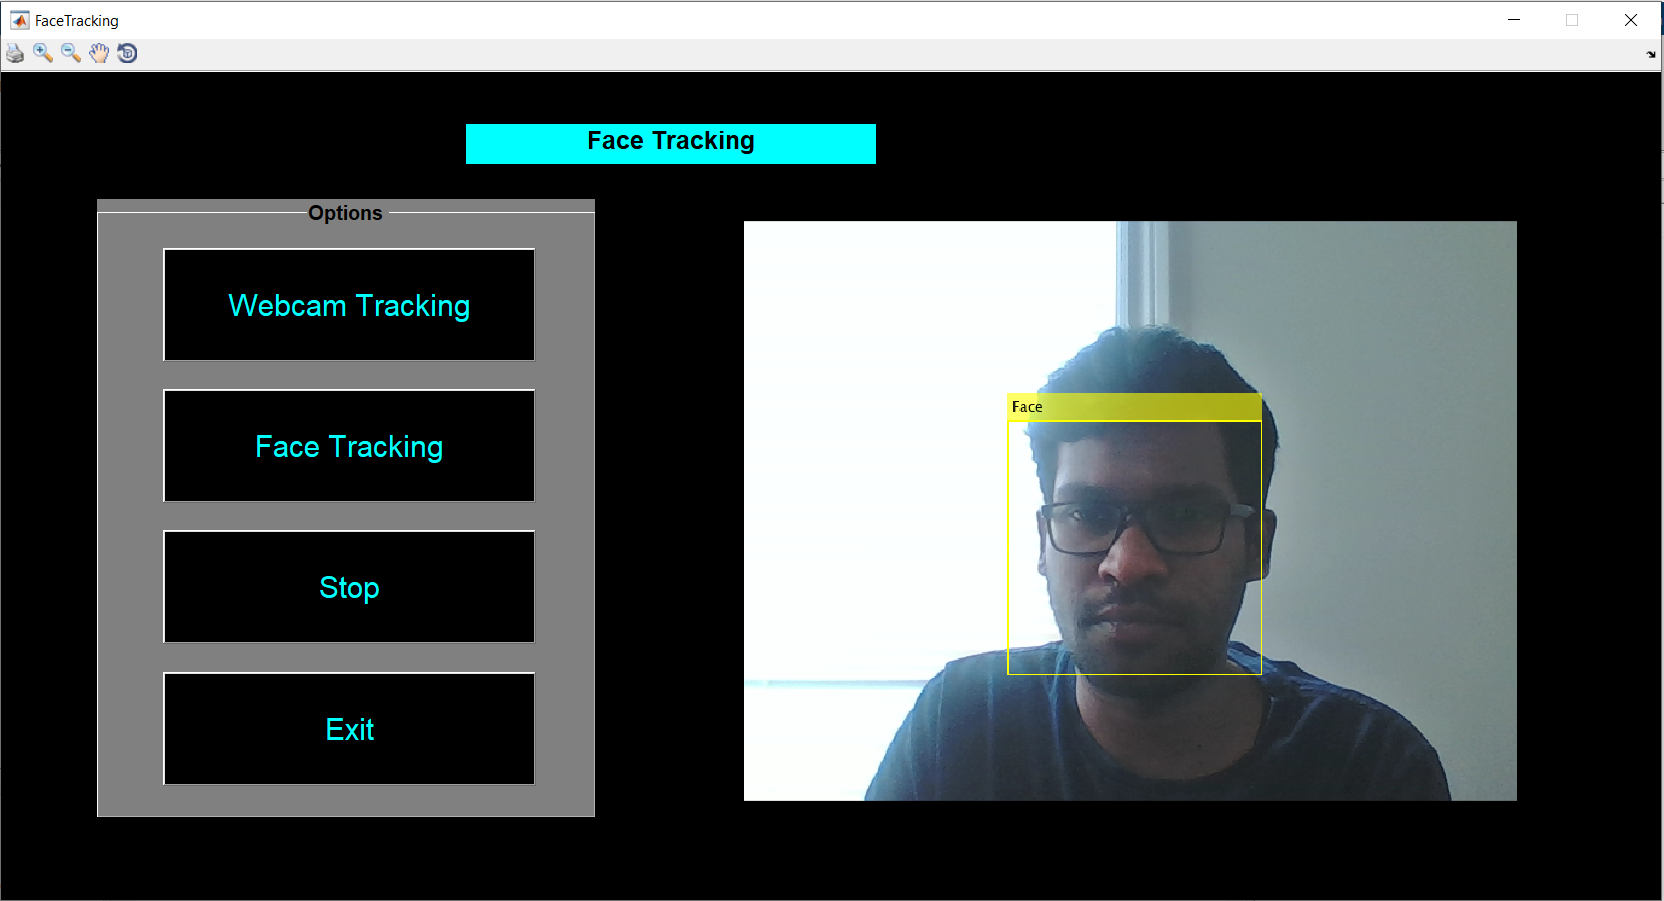 FaceTracking
Face Tracking
Options
Webcam Tracking
Face Tracking
Stop
Exit
Face